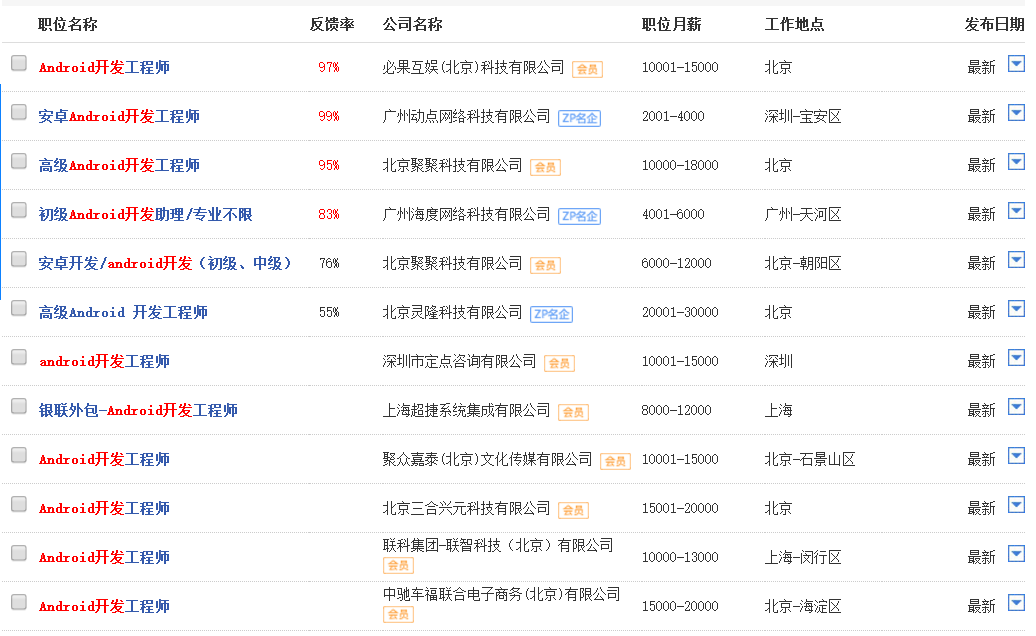 职位名称 反馈率 公司名称 职位月薪 工作地点 发布日期
Android开发工程师 97% 必果互娱(北京)科技有限公司 会员 10001-15000 北京 最新
安卓Android开发工程师 99% 广州动点网络科技有限公司 ZP名企 2001-4000 深圳-宝安区 最新
高级Android开发工程师 95% 北京聚聚科技有限公司 会员 10000-18000 北京 最新
初级Android开发助理/专业不限 83% 广州海度网络科技有限公司 ZP名企 4001-6000 广州-天河区 最新
安卓开发/android开发（初级、中级） 76% 北京聚聚科技有限公司 会员 6000-12000 北京-朝阳区 最新
高级Android 开发工程师 55% 北京灵隆科技有限公司 ZP名企 20001-30000 北京 最新
android开发工程师 深圳市定点咨询有限公司 会员 10001-15000 深圳 最新
银联外包-Android开发工程师 上海超捷系统集成有限公司 会员 8000-12000 上海 最新
Android开发工程师 聚众嘉泰(北京)文化传媒有限公司 会员 10001-15000 北京-石景山区 最新
Android开发工程师 北京三合兴元科技有限公司 会员 15001-20000 北京 最新
Android开发工程师 联科集团-联智科技（北京）有限公司 10000-13000 上海-闵行区 最新
会员
Android开发工程师 中驰车福联合电子商务(北京)有限公司 15000-20000 北京-海淀区 最新
会员